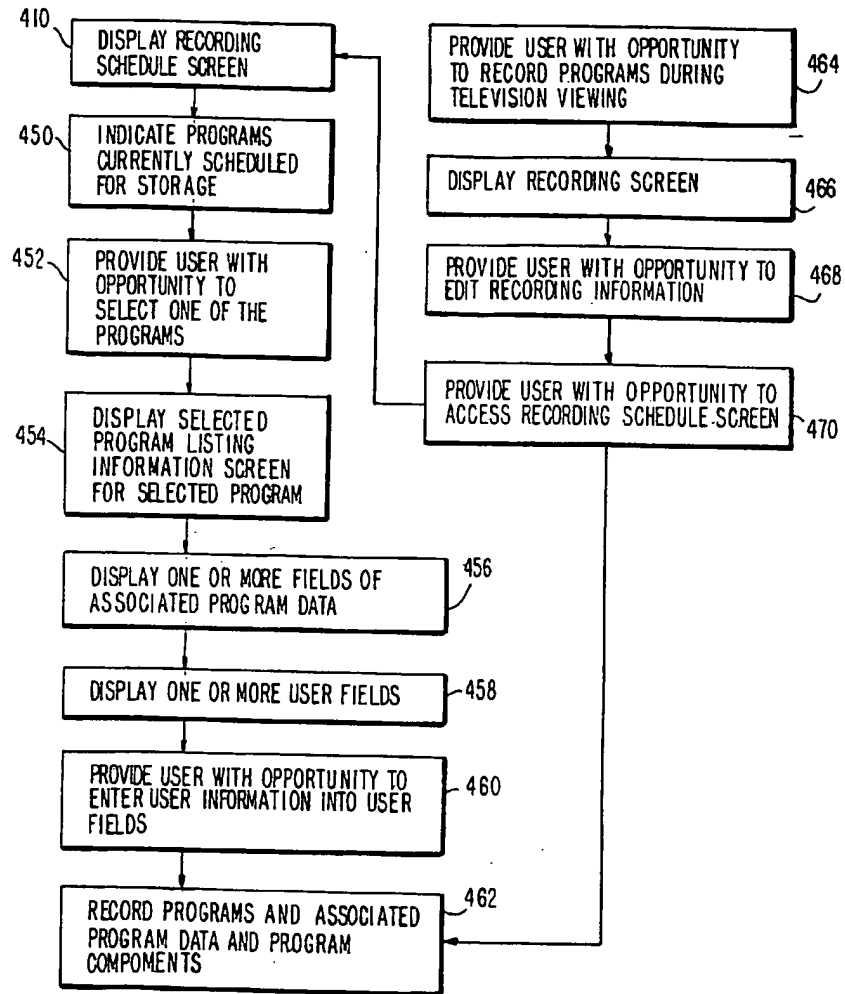 410
DISPLAY RECORDING
SCHEDULE SCREEN
450
INDICATE PROGRAMS
CURRENTLY SCHEDULED
FOR STORAGE
452
PROVIDE USER WITH
OPPORTUNITY TO
SELECT ONE OF THE
PROGRAMS
454
DISPLAY SELECTED
PROGRAM LISTING
INFORMATION SCREEN
FOR SELECTED PROGRAM
DISPLAY ONE OR MORE FIELDS OF
ASSOCIATED PROGRAM DATA
456
DISPLAY ONE OR MORE USER FIELDS
458
PROVIDE USER WITH OPPORTUNITY TO
ENTER USER INFORMATION INTO USER
FIELDS
460
RECORD PROGRAMS AND ASSOCIATED
PROGRAM DATA AND PROGRAM
COMPOMENTS
462
PROVIDE USER WITH OPPORTUNITY
TO RECORD PROGRAMS DURING
TELEVISION VIEWING
464
DISPLAY RECORDING SCREEN
466
PROVIDE USER WITH OPPORTUNITY TO
EDIT RECORDING INFORMATION
468
PROVIDE USER WITH OPPORTUNITY TO
ACCESS RECORDING SCHEDULE SCREEN
470